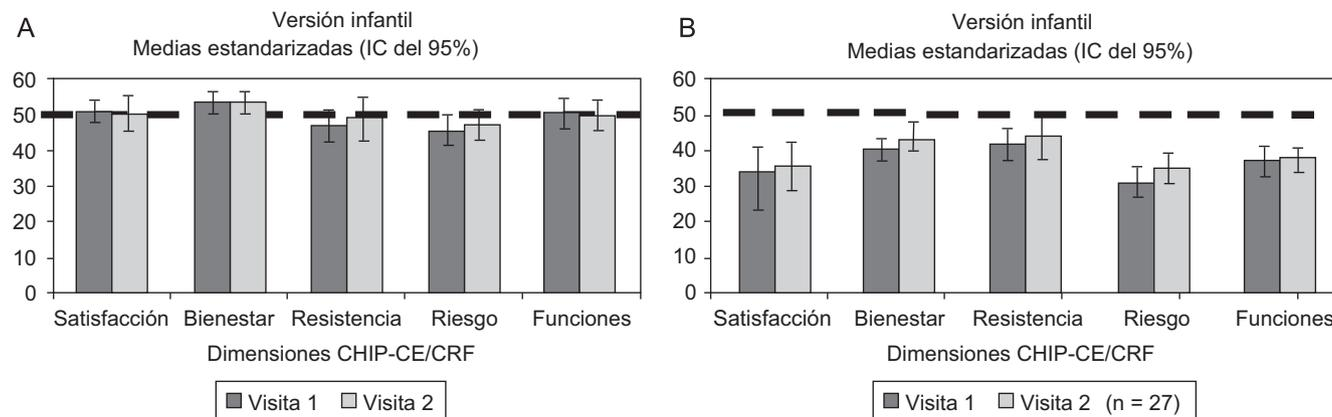 A
Versión infantil
Medias estandarizadas (IC del 95%)
60
50
40
30
20
10
0
Satisfacción Bienestar Resistencia Riesgo Funciones
Dimensiones CHIP-CE/CRF
Visita 1 Visita 2
B
Versión infantil
Medias estandarizadas (IC del 95%)
60
50
40
30
20
10
0
Satisfacción Bienestar Resistencia Riesgo Funciones
Dimensiones CHIP-CE/CRF
Visita 1 Visita 2 (n = 27)